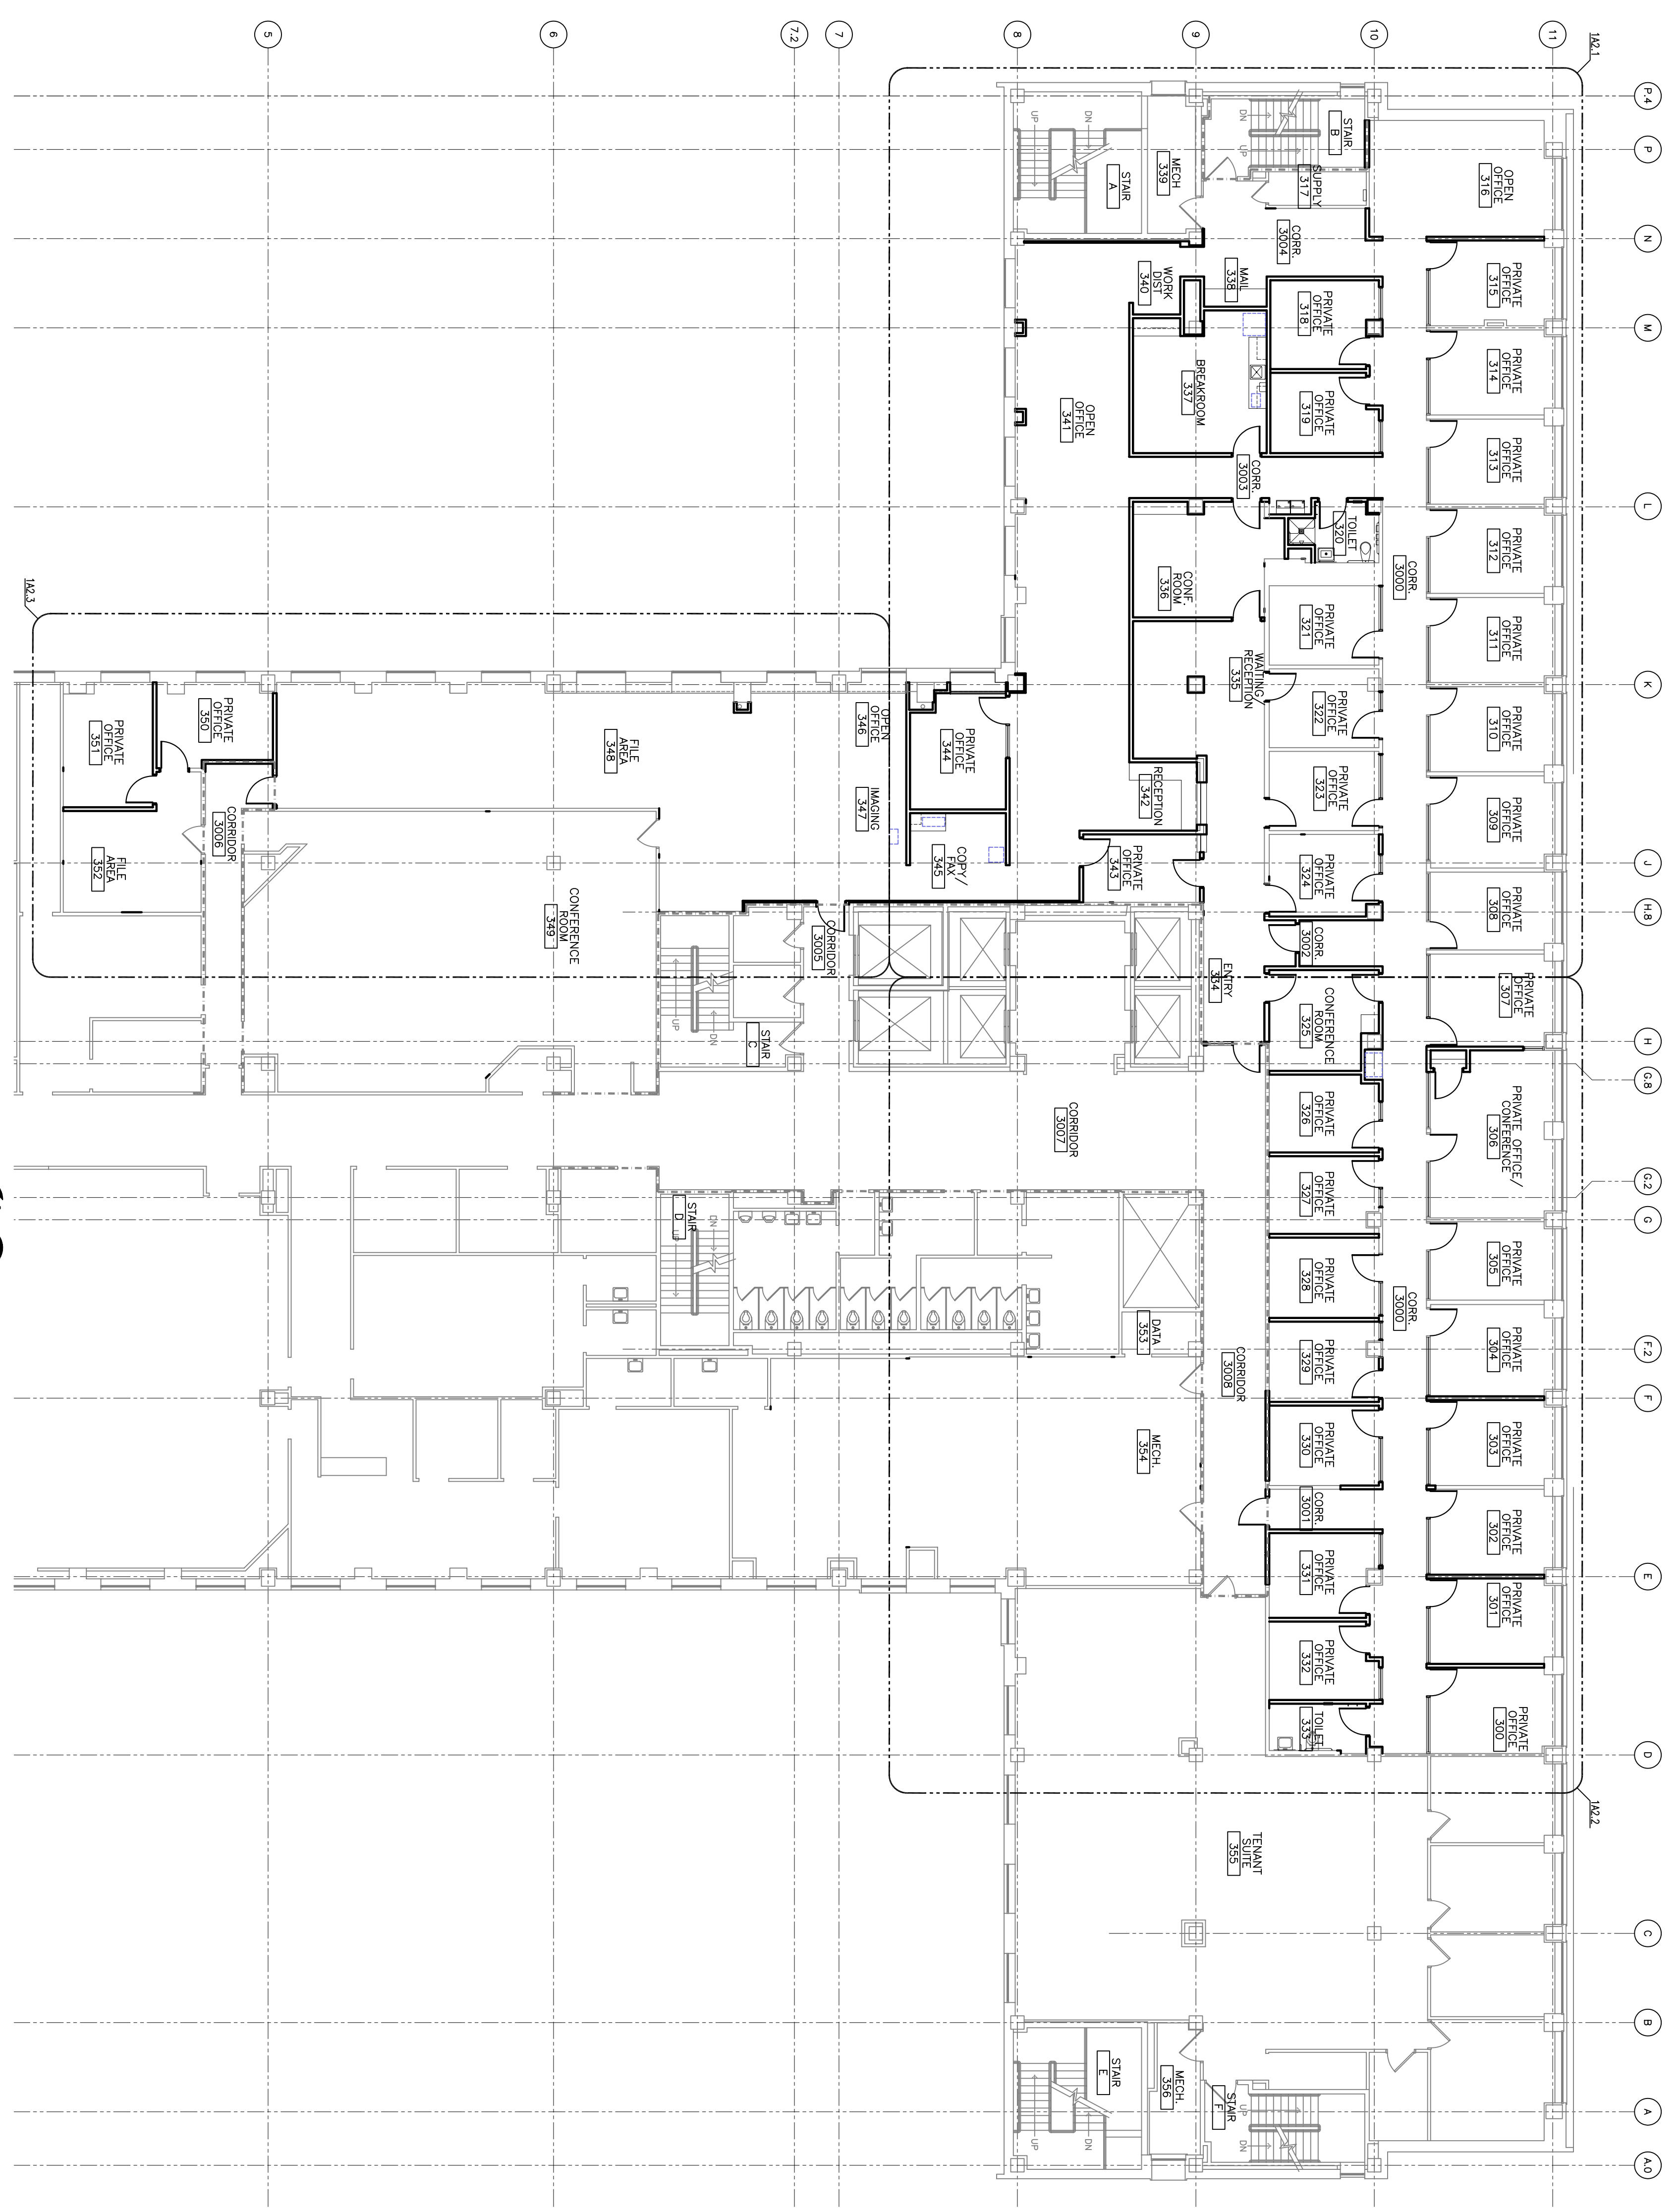 1A2.1
P.4
P
N
M
L
K
J
H.8
H
G.8
G.2
G
F.2
F
E
D
C
B
A
A.0
1A2.2
11
10
9
8
7
7.2
6
5
OPEN
OFFICE
316
PRIVATE
OFFICE
315
PRIVATE
OFFICE
314
PRIVATE
OFFICE
313
PRIVATE
OFFICE
312
PRIVATE
OFFICE
311
PRIVATE
OFFICE
310
PRIVATE
OFFICE
309
PRIVATE
OFFICE
308
PRIVATE
OFFICE
307
PRIVATE OFFICE/
CONFERENCE
306
PRIVATE
OFFICE
305
PRIVATE
OFFICE
304
PRIVATE
OFFICE
303
PRIVATE
OFFICE
302
PRIVATE
OFFICE
301
PRIVATE
OFFICE
300
CORR.
3000
CORR.
3000
STAIR
B
DN
UP
SUPPLY
317
CORR.
3004
PRIVATE
OFFICE
318
PRIVATE
OFFICE
319
TOILET
320
PRIVATE
OFFICE
321
PRIVATE
OFFICE
322
PRIVATE
OFFICE
323
PRIVATE
OFFICE
324
CORR.
3002
CONFERENCE
ROOM
325
PRIVATE
OFFICE
326
PRIVATE
OFFICE
327
PRIVATE
OFFICE
328
PRIVATE
OFFICE
329
PRIVATE
OFFICE
330
CORR.
3001
PRIVATE
OFFICE
331
PRIVATE
OFFICE
332
TOILET
333
MAIL
338
CORR.
3003
WAITING/
RECEPTION
335
ENTRY
334
CORRIDOR
3008
TENANT
SUITE
355
STAIR
F
UP
DN
MECH
339
STAIR
A
DN
UP
WORK
DIST
340
BREAKROOM
337
CONF.
ROOM
336
RECEPTION
342
PRIVATE
OFFICE
343
DATA
353
MECH.
354
MECH.
356
STAIR
E
DN
UP
OPEN
OFFICE
341
CORRIDOR
3007
PRIVATE
OFFICE
344
COPY/
FAX
345
OPEN
OFFICE
346
IMAGING
347
CORRIDOR
3005
STAIR
C
DN
UP
STAIR
D
DN
UP
FILE
AREA
348
CONFERENCE
ROOM
349
PRIVATE
OFFICE
350
CORRIDOR
3006
PRIVATE
OFFICE
351
FILE
AREA
352
1A2.3